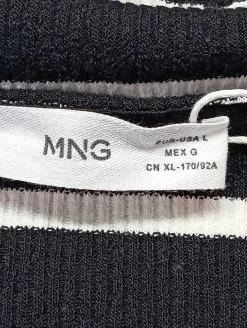 MNG
EUR-USA L
MEX G
CN XL-170/92A